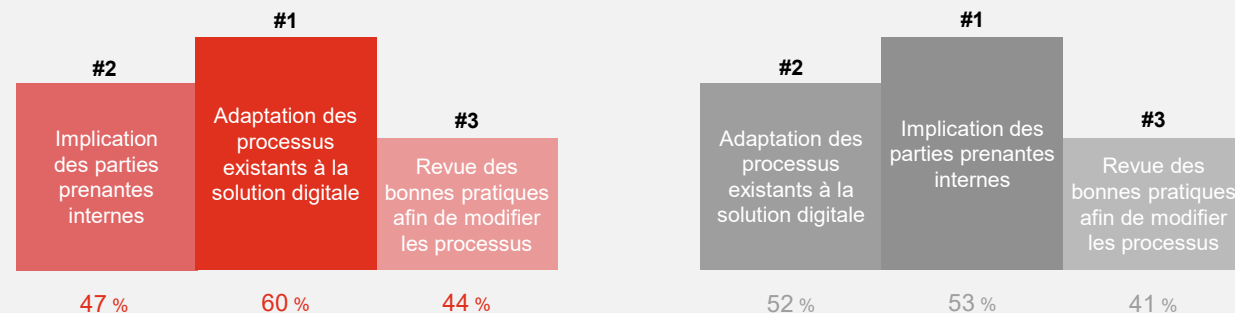 #1
#2
#3
Implication
des parties
prenantes
internes
Adaptation des
processus
existants à la
solution digitale
Revue des
bonnes pratiques
afin de modifier
les processus
47 %
60 %
44 %
#1
#2
#3
Adaptation des
processus
existants à la
solution digitale
Implication des
parties prenantes
internes
Revue des
bonnes pratiques
afin de modifier
les processus
52 %
53 %
41 %